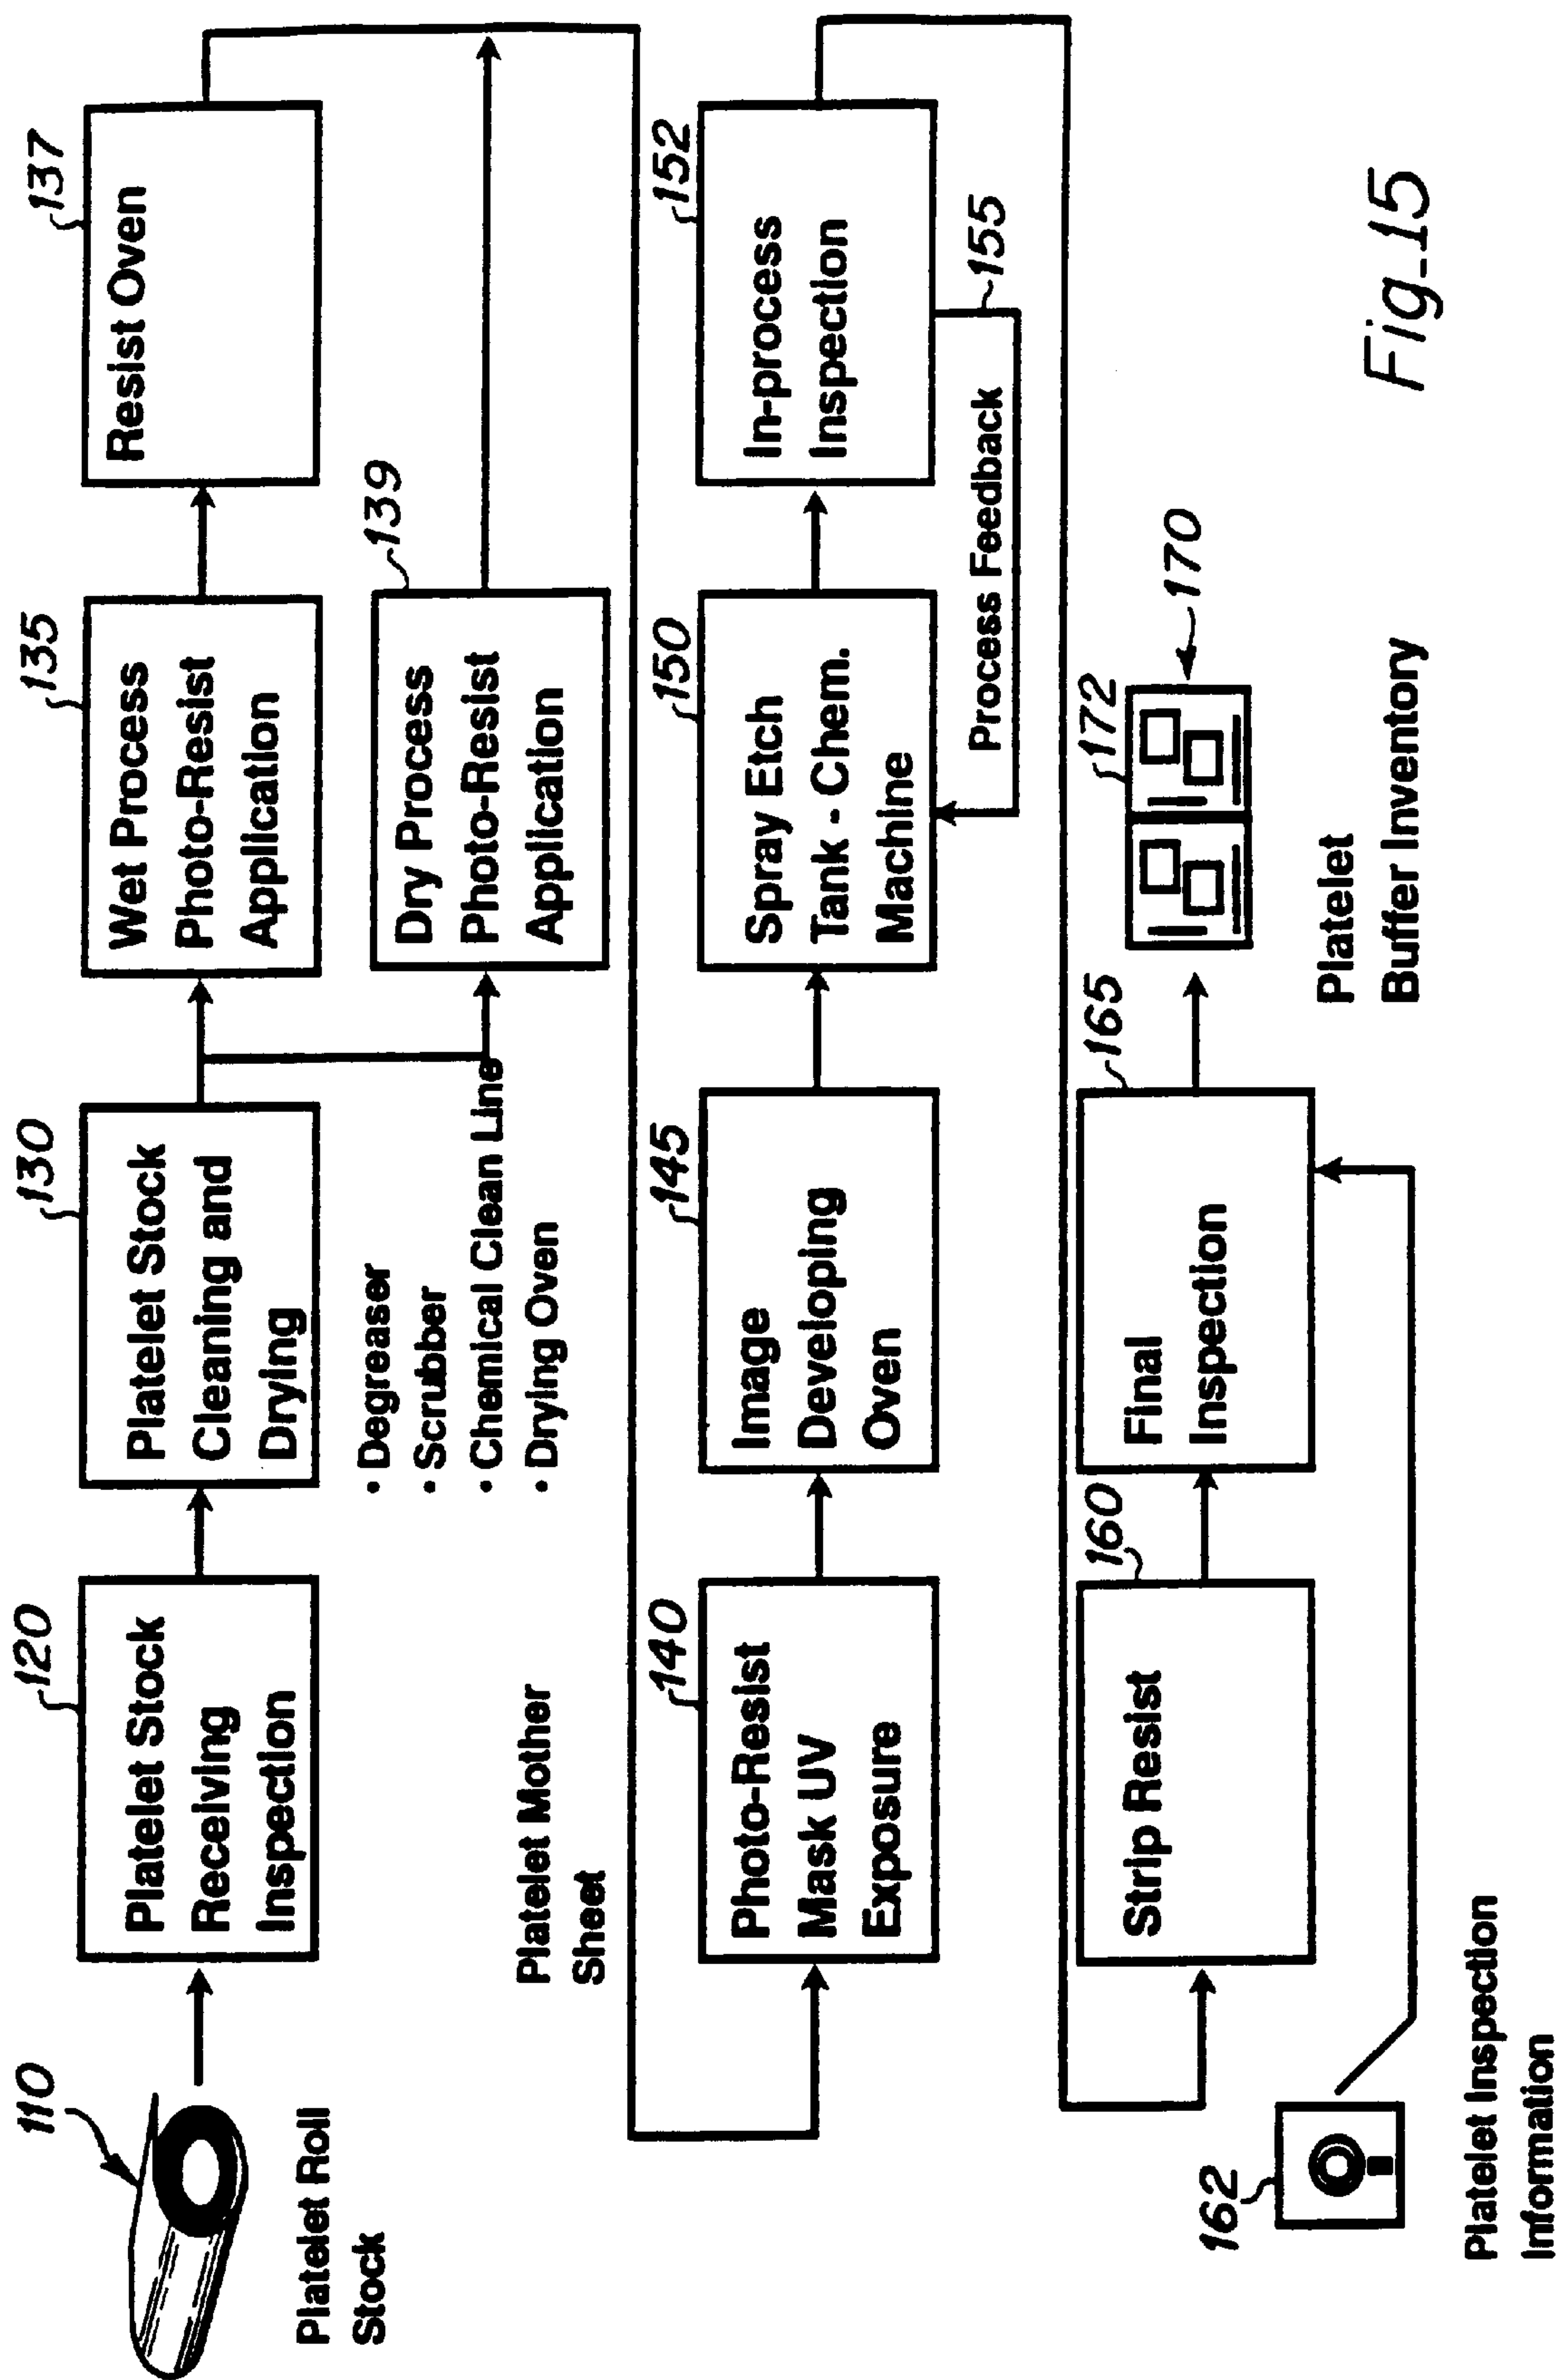 110
Platelet Roll
Stock
120
Platelet Stock
Receiving
Inspection
130
Platelet Stock
Cleaning and
Drying
• Degreaser
• Scrubber
• Chemical Clean Line
• Drying Oven
135
Wet Process
Photo-Resist
Application
137
Resist Oven
139
Dry Process
Photo-Resist
Application
Platelet Mother
Sheet
140
Photo-Resist
Mask UV
Exposure
145
Image
Developing
Oven
150
Spray Etch
Tank - Chem.
Machine
152
In-process
Inspection
155
Process Feedback
160
Strip Resist
162
Platelet Inspection
Information
165
Final
Inspection
172
170
Platelet
Buffer Inventory
Fig-15